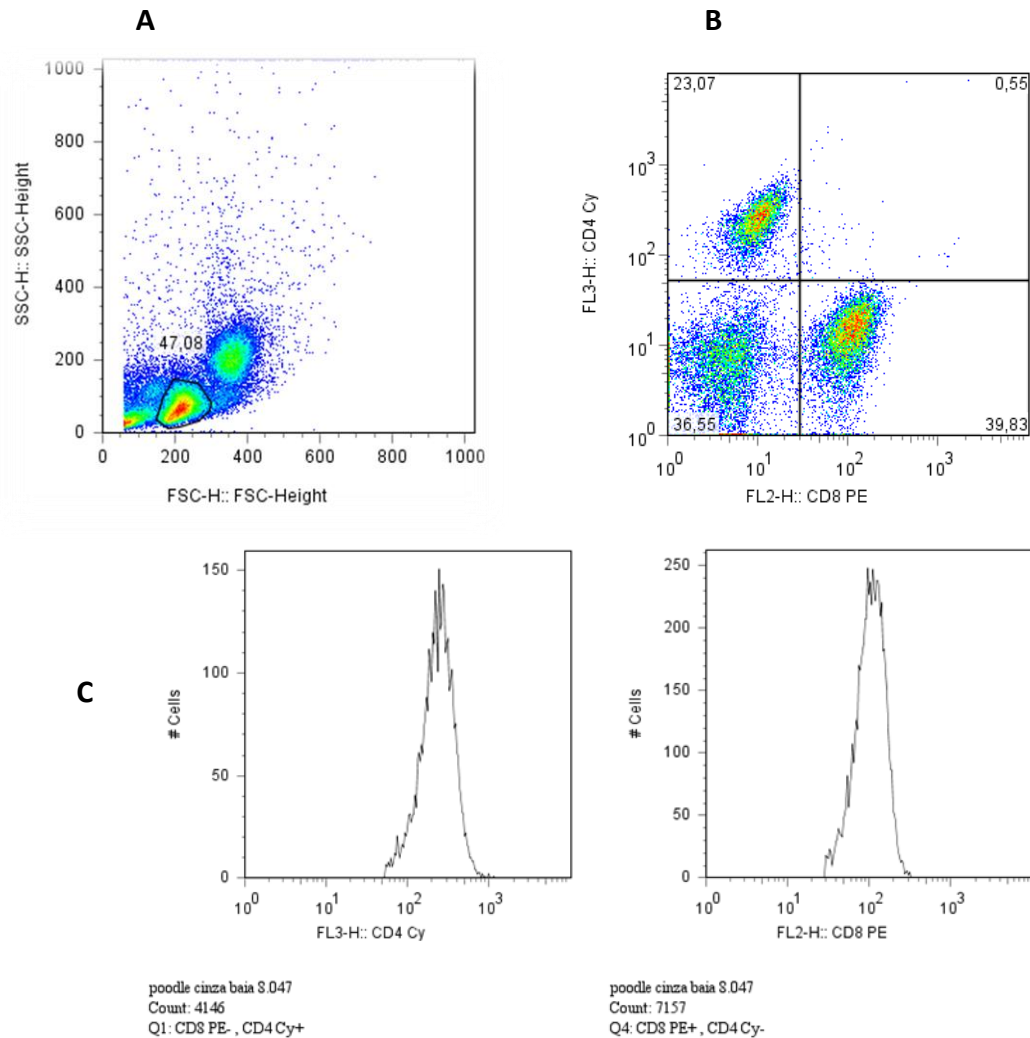 A
B
1000
800
600
400
200
0
SSC-H:: SSC-Height
47,08
0 200 400 600 800 1000
FSC-H:: FSC-Height
23,07 0,55
10³
10²
10¹
10⁰
FL3-H:: CD4 Cy
36,55 39,83
10⁰ 10¹ 10² 10³
FL2-H:: CD8 PE
C
150
100
50
0
# Cells
10⁰ 10¹ 10² 10³
FL3-H:: CD4 Cy
250
200
150
100
50
0
# Cells
10⁰ 10¹ 10² 10³
FL2-H:: CD8 PE
poodle cinza baia 8.047
Count: 4146
Q1: CD8 PE- , CD4 Cy+
poodle cinza baia 8.047
Count: 7157
Q4: CD8 PE+ , CD4 Cy-